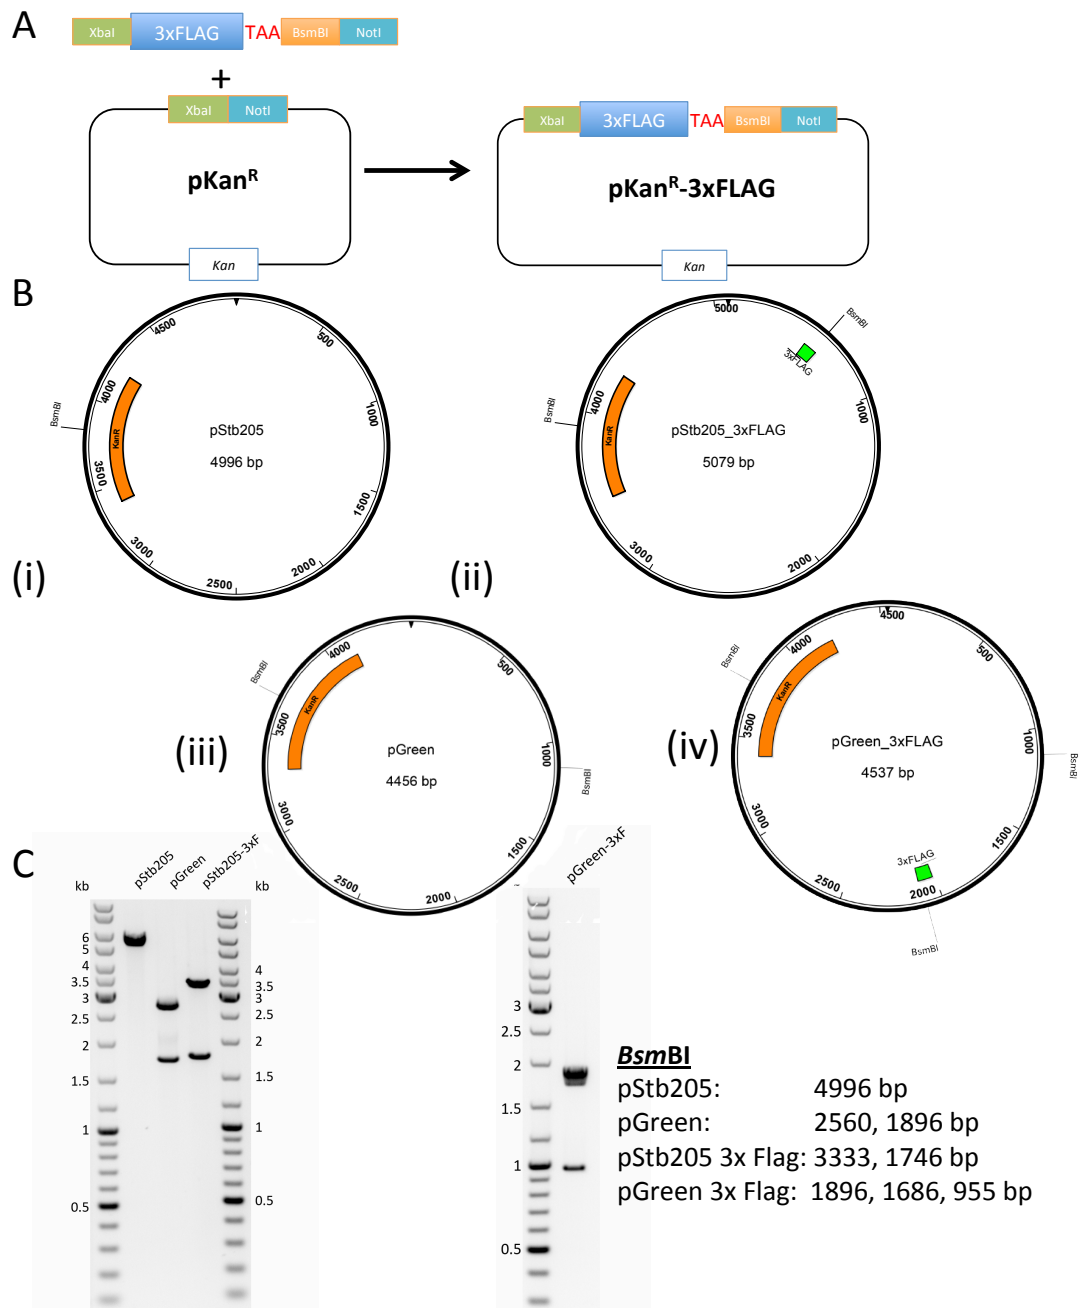 A
XbaI 3xFLAG TAA BsmBI NotI
+
XbaI NotI
pKan^R
Kan
XbaI 3xFLAG TAA BsmBI NotI
pKan^R-3xFLAG
Kan
B
(i)
pStb205
4996 bp
500
1000
1500
2000
2500
3000
3500
4000
4500
KanR
BsmBI
(ii)
pStb205_3xFLAG
5079 bp
5000
1000
2000
3000
4000
KanR
BsmBI
BsmBI
3xFLAG
(iii)
pGreen
4456 bp
500
1000
1500
2000
2500
3000
3500
4000
KanR
BsmBI
BsmBI
(iv)
pGreen_3xFLAG
4537 bp
4500
500
1000
1500
2000
2500
3000
3500
4000
KanR
BsmBI
BsmBI
BsmBI
3xFLAG
C
kb pStb205 pGreen pStb205-3xF kb
6
5
4
3.5
3
2.5
2
1.5
1
0.5
4
3.5
3
2.5
2
1.5
1
0.5
pGreen-3xF
3
2.5
2
1.5
1
0.5
BsmBI
pStb205: 4996 bp
pGreen: 2560, 1896 bp
pStb205 3x Flag: 3333, 1746 bp
pGreen 3x Flag: 1896, 1686, 955 bp